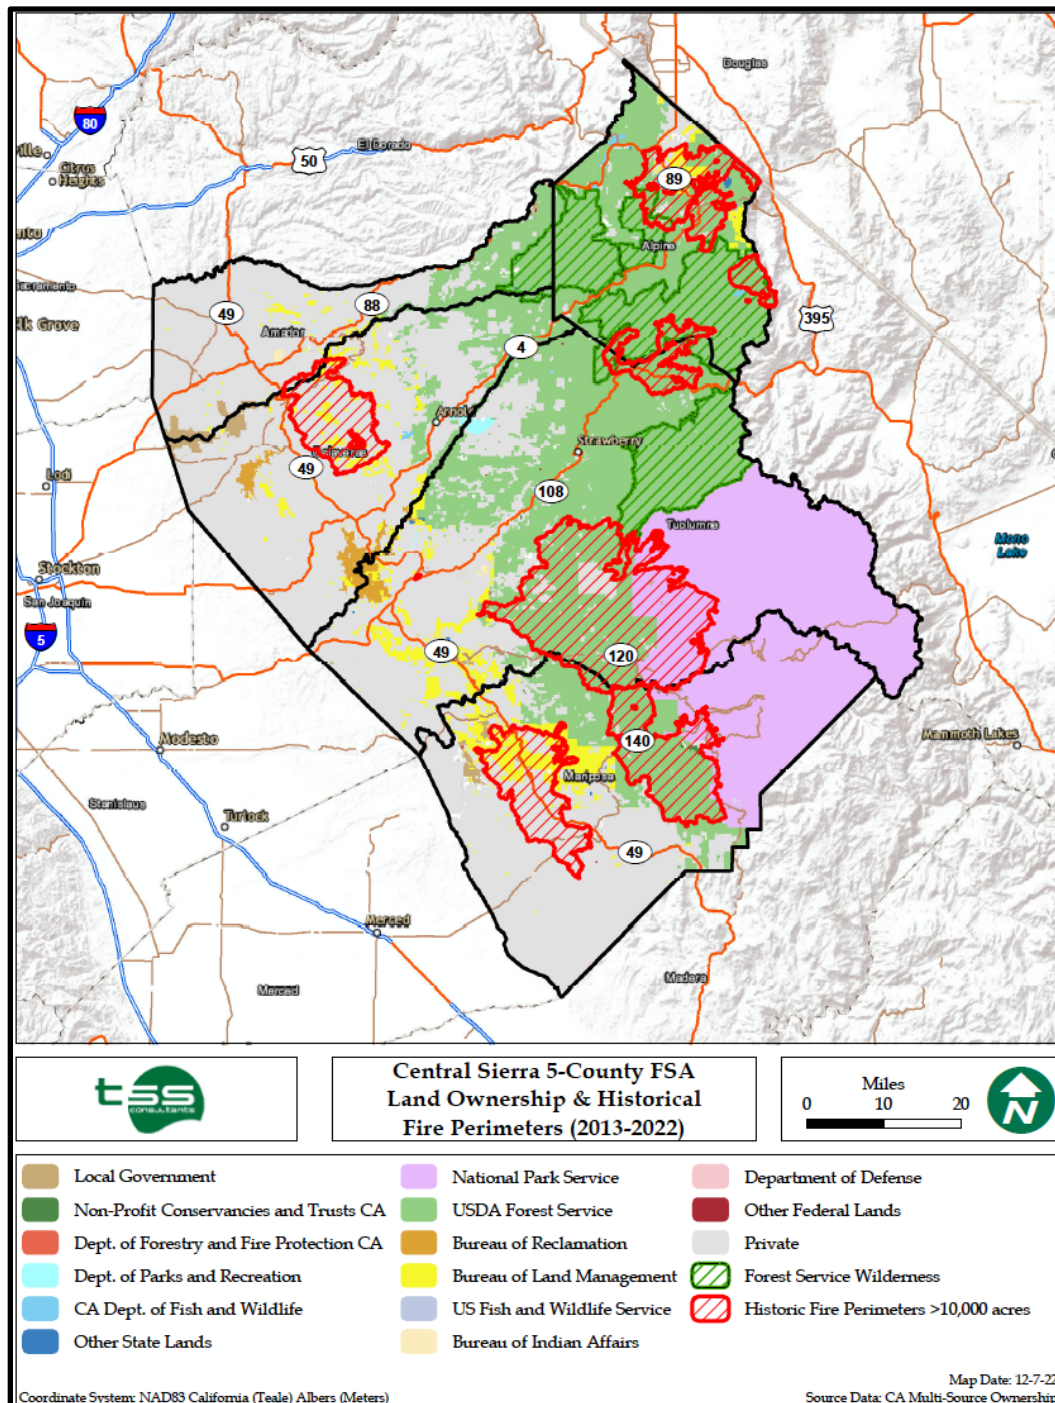 Douglas
80
ville
Citrus
Heights
50
El Dorado
89
Alpine
Sacramento
Elk Grove
49
88
395
Amador
4
Arnol
Strawberry
Lodi
49
108
Tuolumne
Mono
Lake
Stockton
San Joaquin
5
49
120
Modesto
140
Mammoth Lakes
Mariposa
Stanislaus
Turlock
49
Merced
Madera
Merced
tss
consultants
Central Sierra 5-County FSA
Land Ownership & Historical
Fire Perimeters (2013-2022)
Miles
0 10 20
N
Local Government
Non-Profit Conservancies and Trusts CA
Dept. of Forestry and Fire Protection CA
Dept. of Parks and Recreation
CA Dept. of Fish and Wildlife
Other State Lands
National Park Service
USDA Forest Service
Bureau of Reclamation
Bureau of Land Management
US Fish and Wildlife Service
Bureau of Indian Affairs
Department of Defense
Other Federal Lands
Private
Forest Service Wilderness
Historic Fire Perimeters >10,000 acres
Map Date: 12-7-22
Coordinate System: NAD83 California (Teale) Albers (Meters)
Source Data: CA Multi-Source Ownership